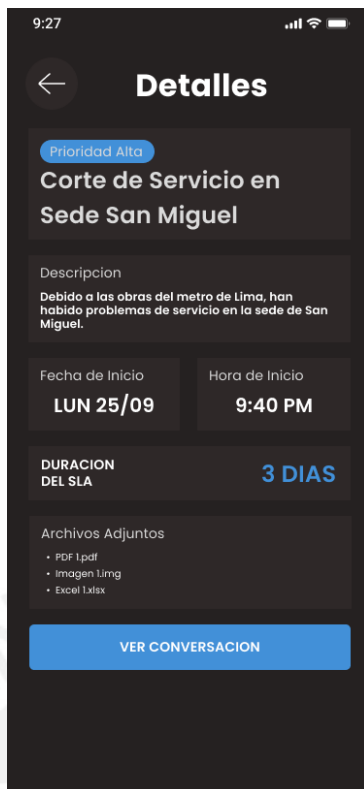 9:27
Detalles
Prioridad Alta
Corte de Servicio en
Sede San Miguel
Descripcion
Debido a las obras del metro de Lima, han
habido problemas de servicio en la sede de San
Miguel.
Fecha de Inicio
LUN 25/09
Hora de Inicio
9:40 PM
DURACION
DEL SLA
3 DIAS
Archivos Adjuntos
• PDF 1.pdf
• Imagen 1.img
• Excel 1.xlsx
VER CONVERSACION